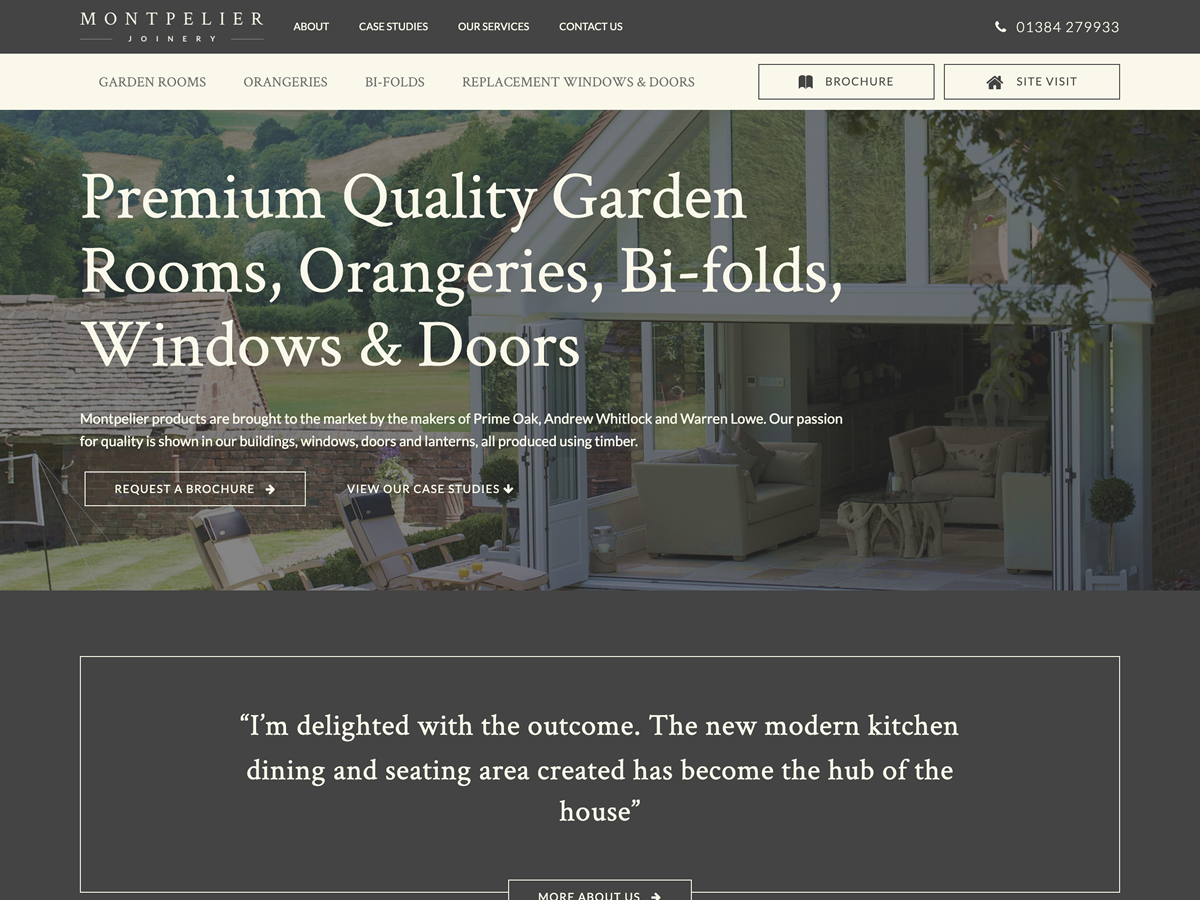 MONTPELIER
JOINERY
ABOUT CASE STUDIES OUR SERVICES CONTACT US
01384 279933
GARDEN ROOMS ORANGERIES BI-FOLDS REPLACEMENT WINDOWS & DOORS
BROCHURE SITE VISIT
Premium Quality Garden
Rooms, Orangeries, Bi-folds,
Windows & Doors
Montpelier products are brought to the market by the makers of Prime Oak, Andrew Whitlock and Warren Lowe. Our passion
for quality is shown in our buildings, windows, doors and lanterns, all produced using timber.
REQUEST A BROCHURE VIEW OUR CASE STUDIES
“I’m delighted with the outcome. The new modern kitchen
dining and seating area created has become the hub of the
house”
MORE ABOUT US